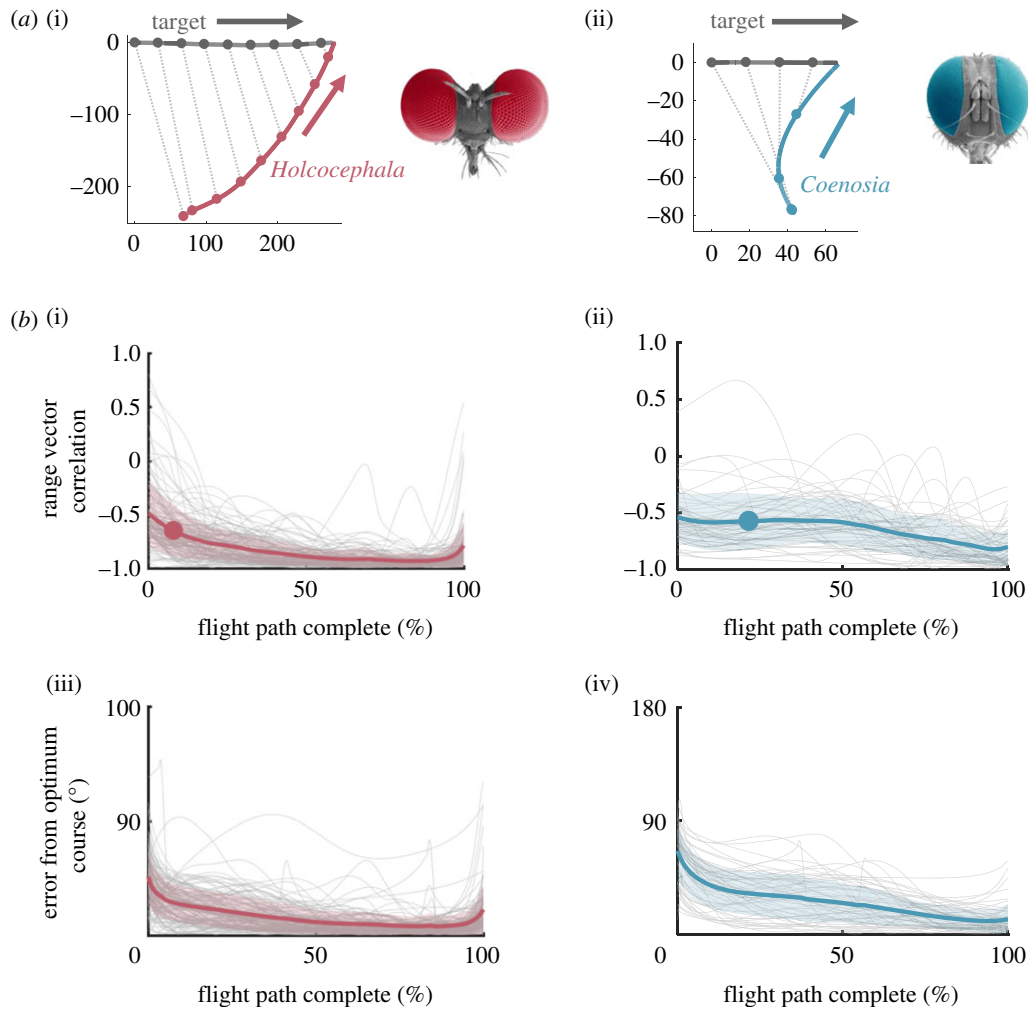 (a) (i) target
0
−100
−200
0 100 200
Holcocephala
(ii) target
0
−20
−40
−60
−80
0 20 40 60
Coenosia
(b) (i)
range vector
correlation
1.0
0.5
0
−0.5
−1.0
0 50 100
flight path complete (%)
(ii)
1.0
0.5
0
−0.5
−1.0
0 50 100
flight path complete (%)
(iii)
error from optimum
course (°)
100
90
0 50 100
flight path complete (%)
(iv)
180
90
0
0 50 100
flight path complete (%)